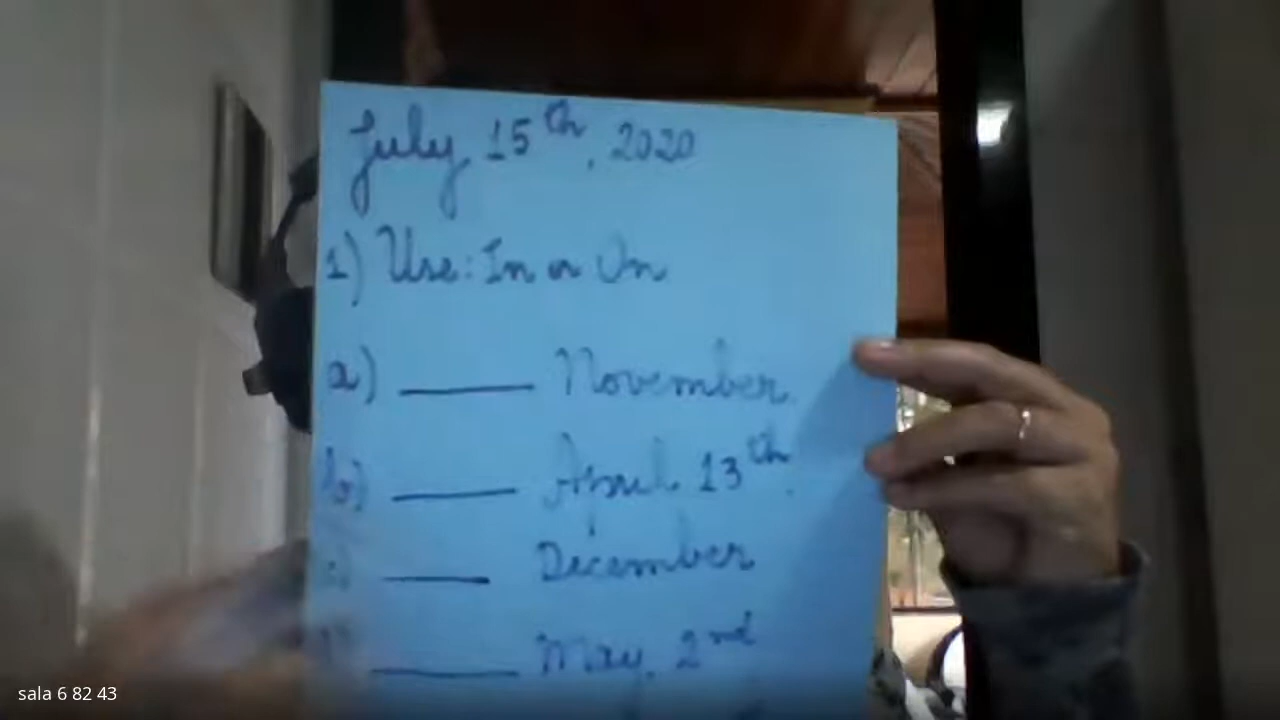 July, 15th, 2020
1) Use: In or On
a) ______ November.
b) ______ April, 13th.
c) ______ December
______ May, 2nd
sala 6 82 43